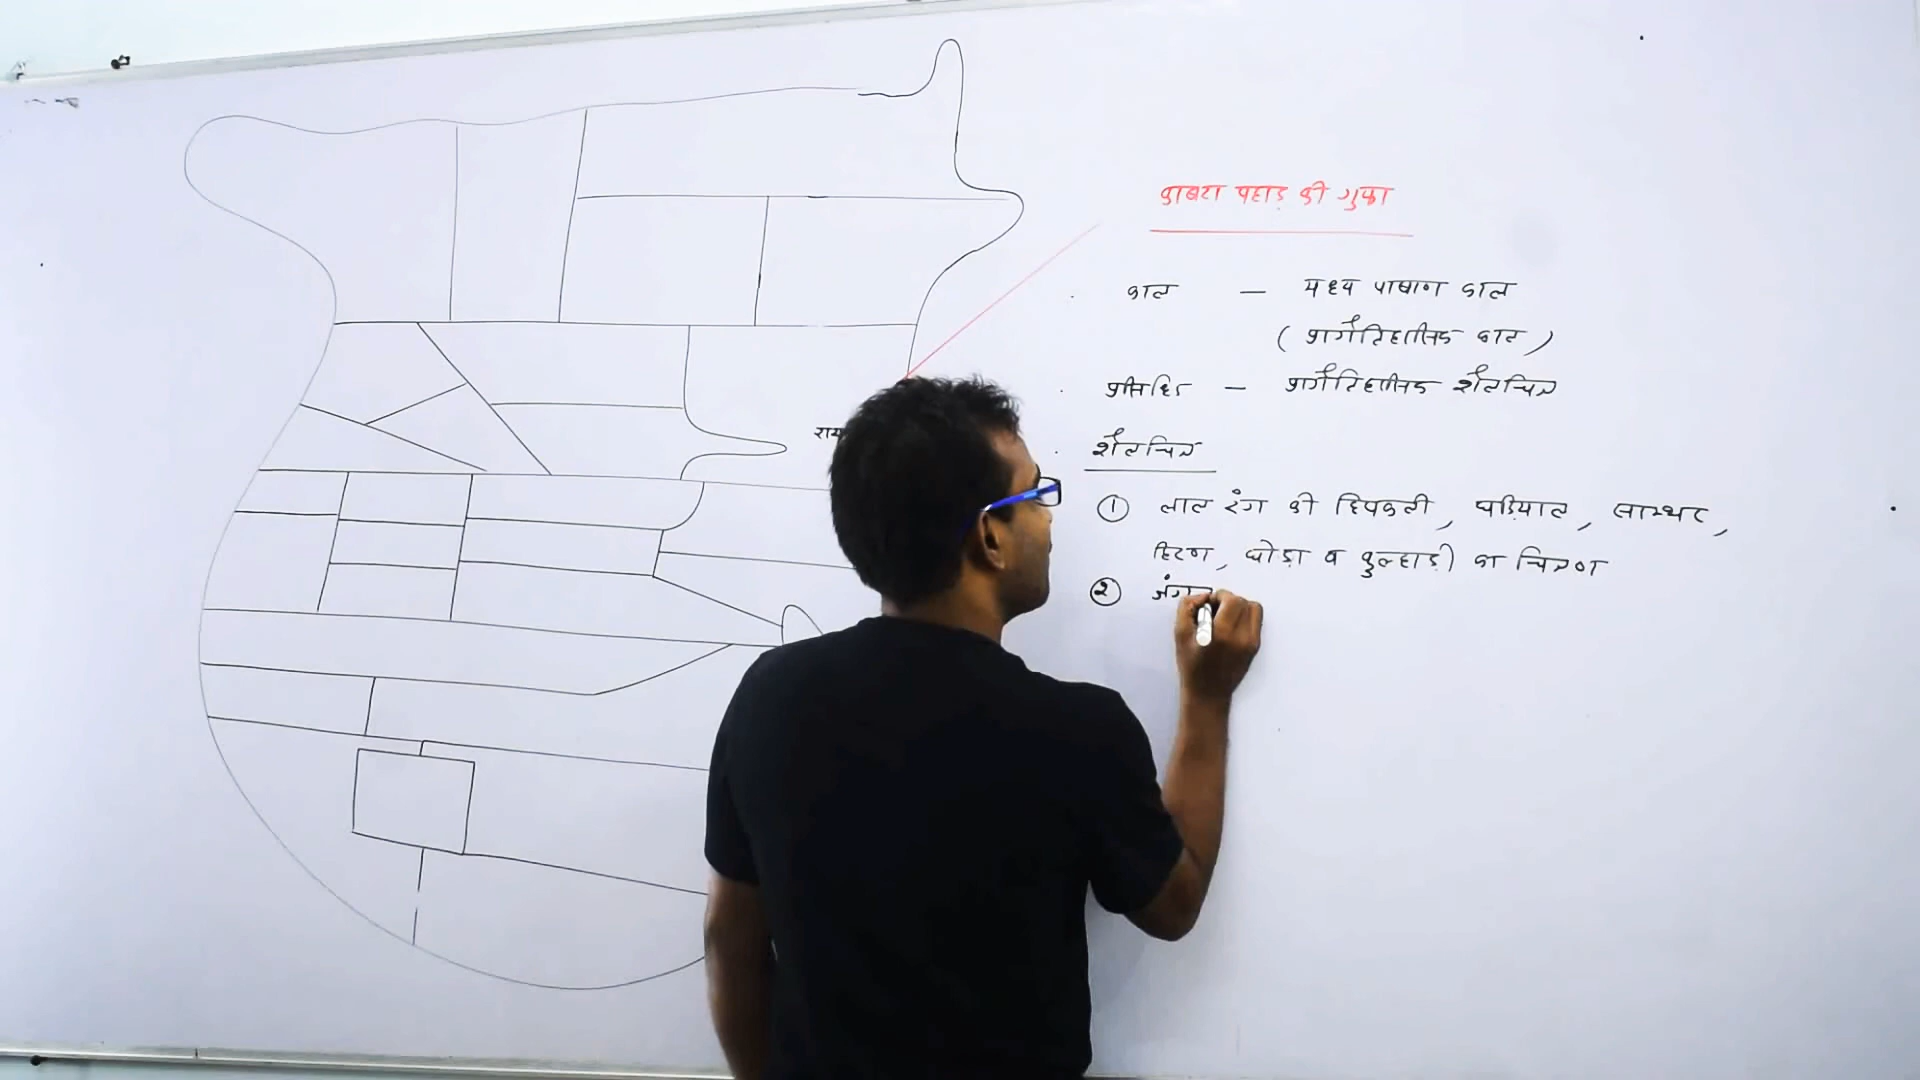 काबरा पहाड़ की गुफा
काल — मध्य पाषाण काल
( प्रागैतिहासिक काल )
प्रसिद्धि — प्रागैतिहासिक शैलचित्र
शैलचित्र
① लाल रंग की छिपकली, घड़ियाल, साम्भर,
हिरण, घोड़ा व कुल्हाड़ी का चित्रण
② जंग
राय